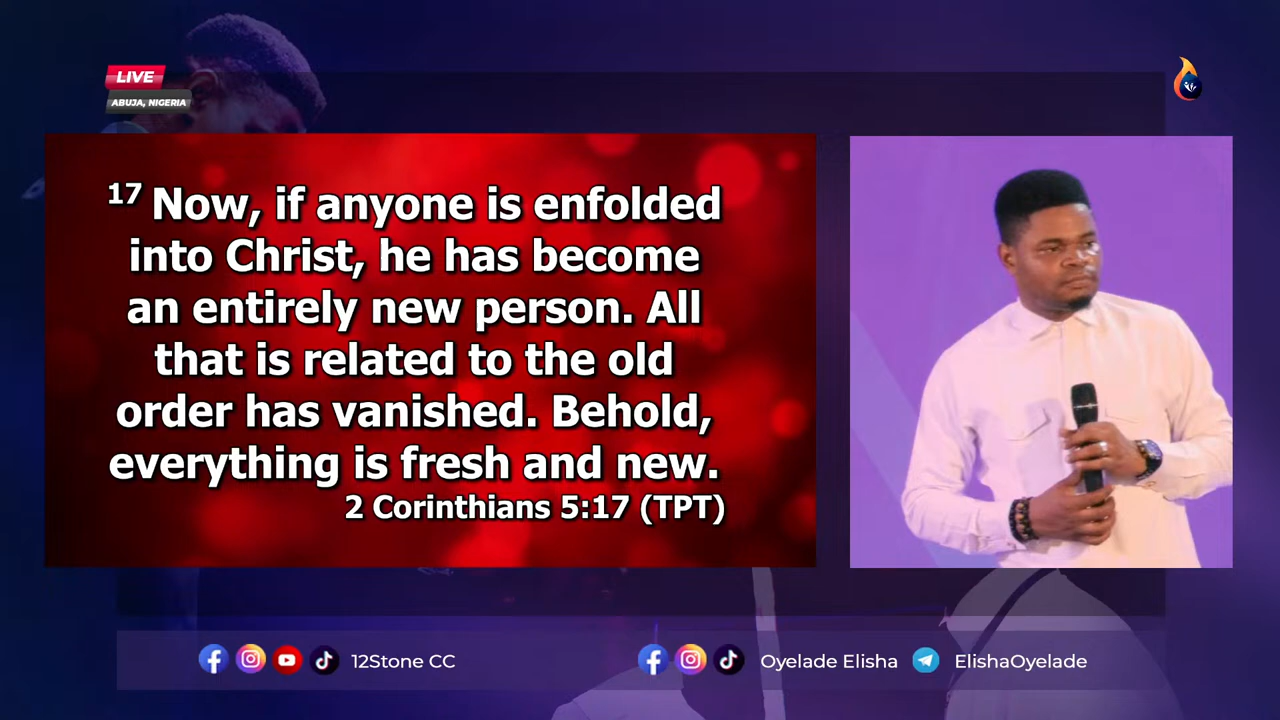 LIVE
ABUJA, NIGERIA
17 Now, if anyone is enfolded
into Christ, he has become
an entirely new person. All
that is related to the old
order has vanished. Behold,
everything is fresh and new.
2 Corinthians 5:17 (TPT)
12Stone CC
Oyelade Elisha
ElishaOyelade